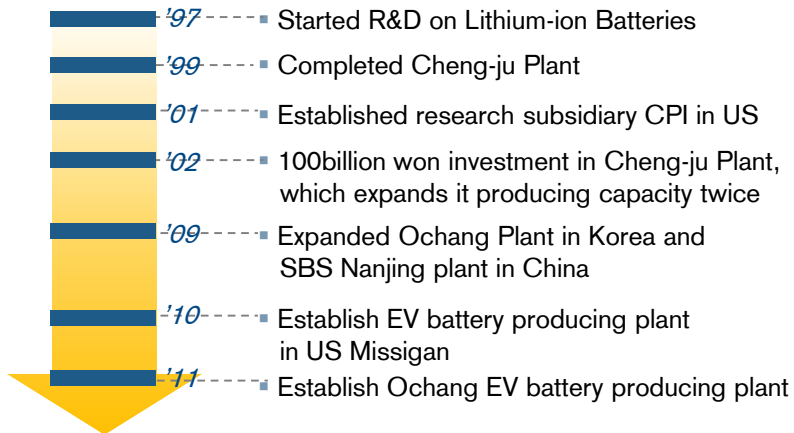 '97 Started R&D on Lithium-ion Batteries
'99 Completed Cheng-ju Plant
'01 Established research subsidiary CPI in US
'02 100billion won investment in Cheng-ju Plant,
which expands it producing capacity twice
'09 Expanded Ochang Plant in Korea and
SBS Nanjing plant in China
'10 Establish EV battery producing plant
in US Missigan
'11 Establish Ochang EV battery producing plant